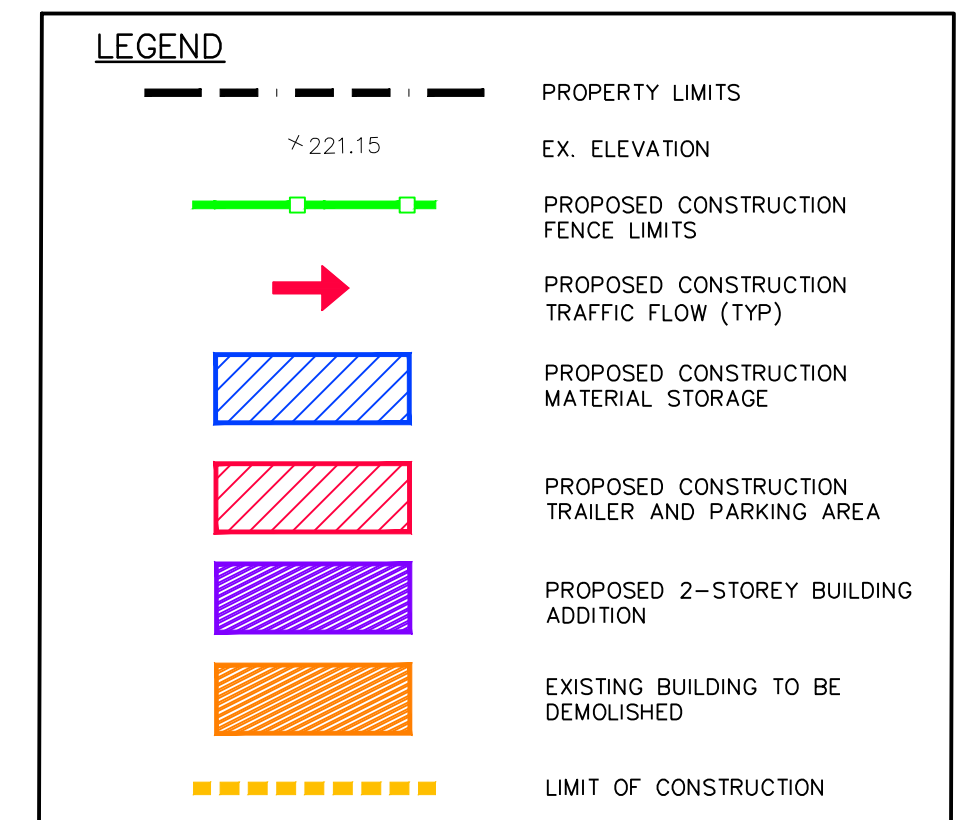 LEGEND
PROPERTY LIMITS
×221.15
EX. ELEVATION
PROPOSED CONSTRUCTION
FENCE LIMITS
PROPOSED CONSTRUCTION
TRAFFIC FLOW (TYP)
PROPOSED CONSTRUCTION
MATERIAL STORAGE
PROPOSED CONSTRUCTION
TRAILER AND PARKING AREA
PROPOSED 2-STOREY BUILDING
ADDITION
EXISTING BUILDING TO BE
DEMOLISHED
LIMIT OF CONSTRUCTION